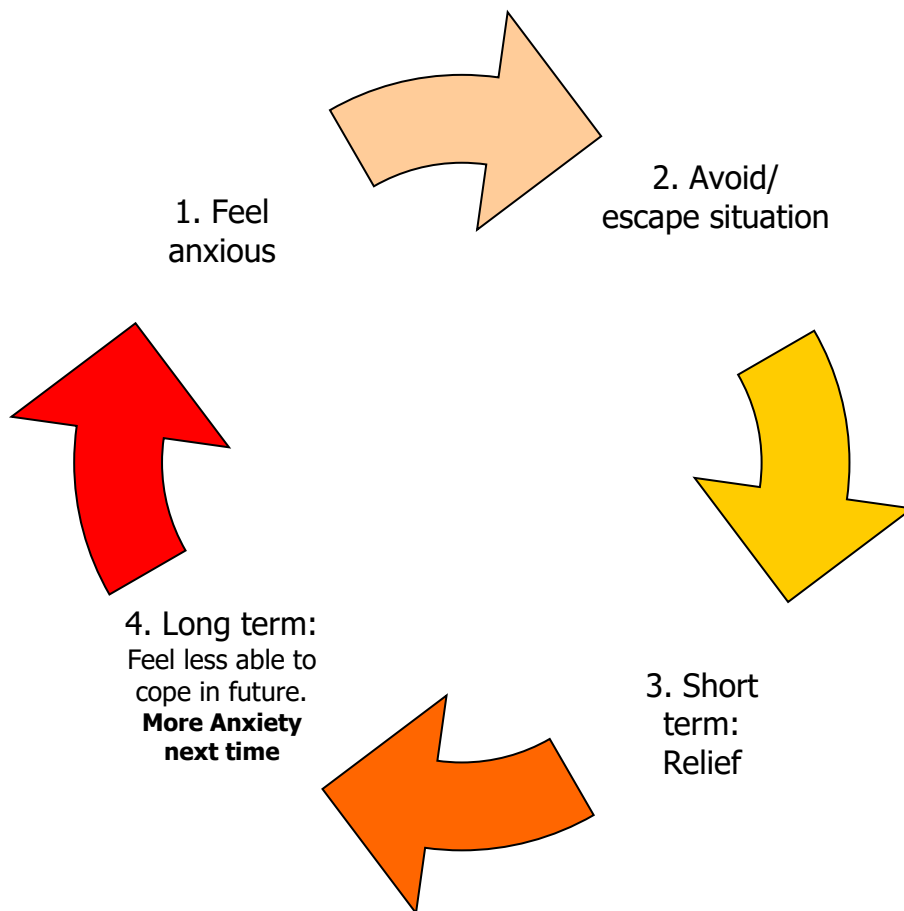 1. Feel
anxious
2. Avoid/
escape situation
3. Short
term:
Relief
4. Long term:
Feel less able to
cope in future.
More Anxiety
next time